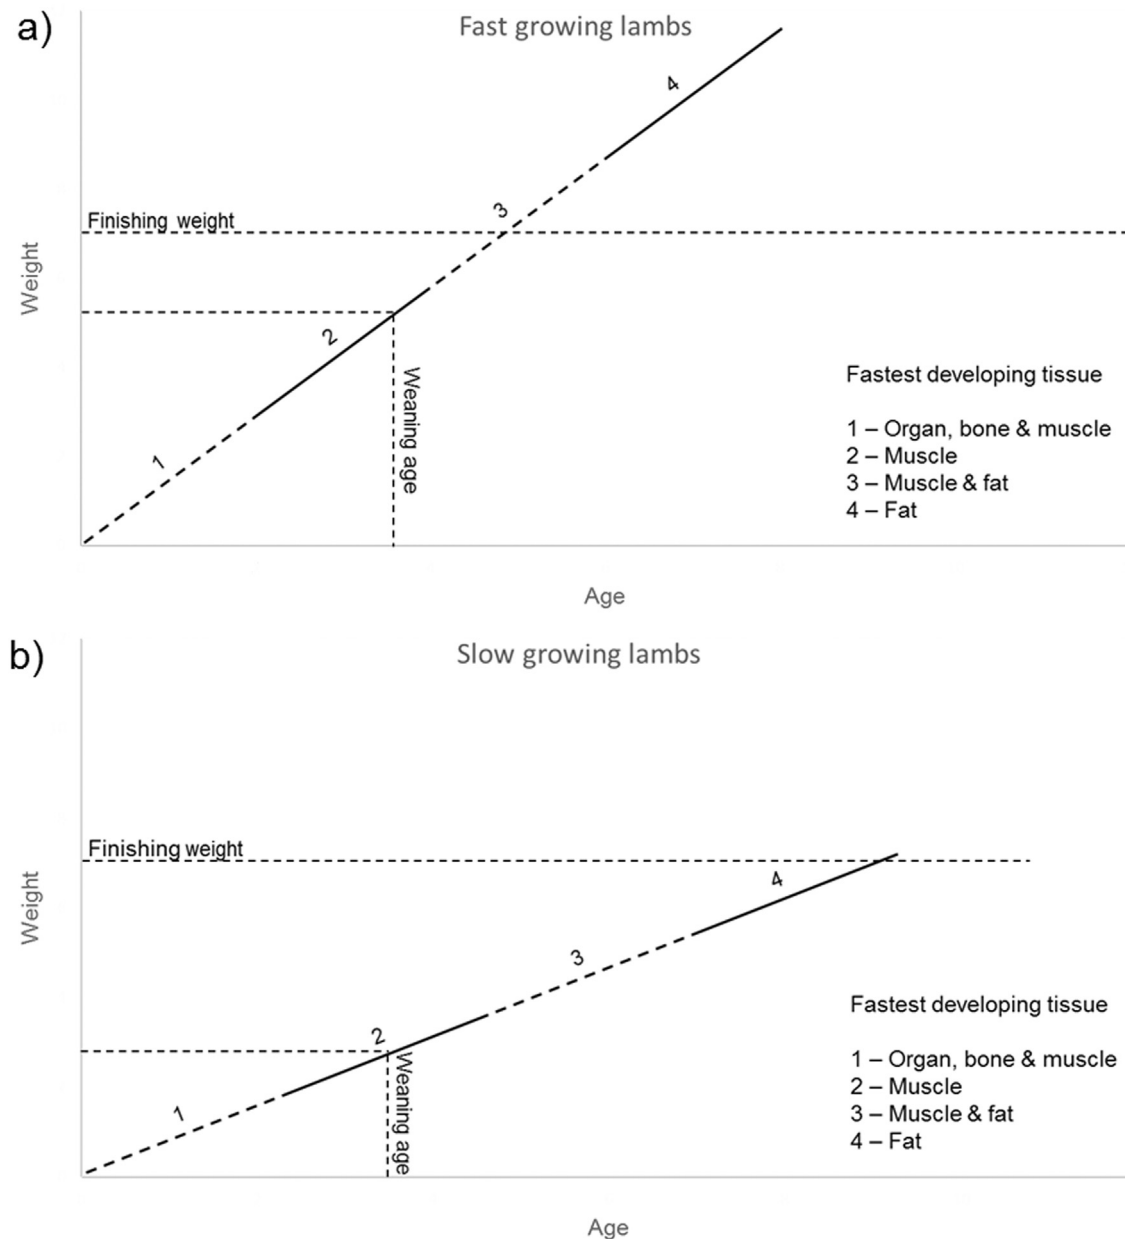 a)
Fast growing lambs
4
3
Finishing weight
Weight
2
Weaning age
1
Fastest developing tissue
1 – Organ, bone & muscle
2 – Muscle
3 – Muscle & fat
4 – Fat
Age
b)
Slow growing lambs
Finishing weight
4
Weight
3
2
Weaning age
1
Fastest developing tissue
1 – Organ, bone & muscle
2 – Muscle
3 – Muscle & fat
4 – Fat
Age